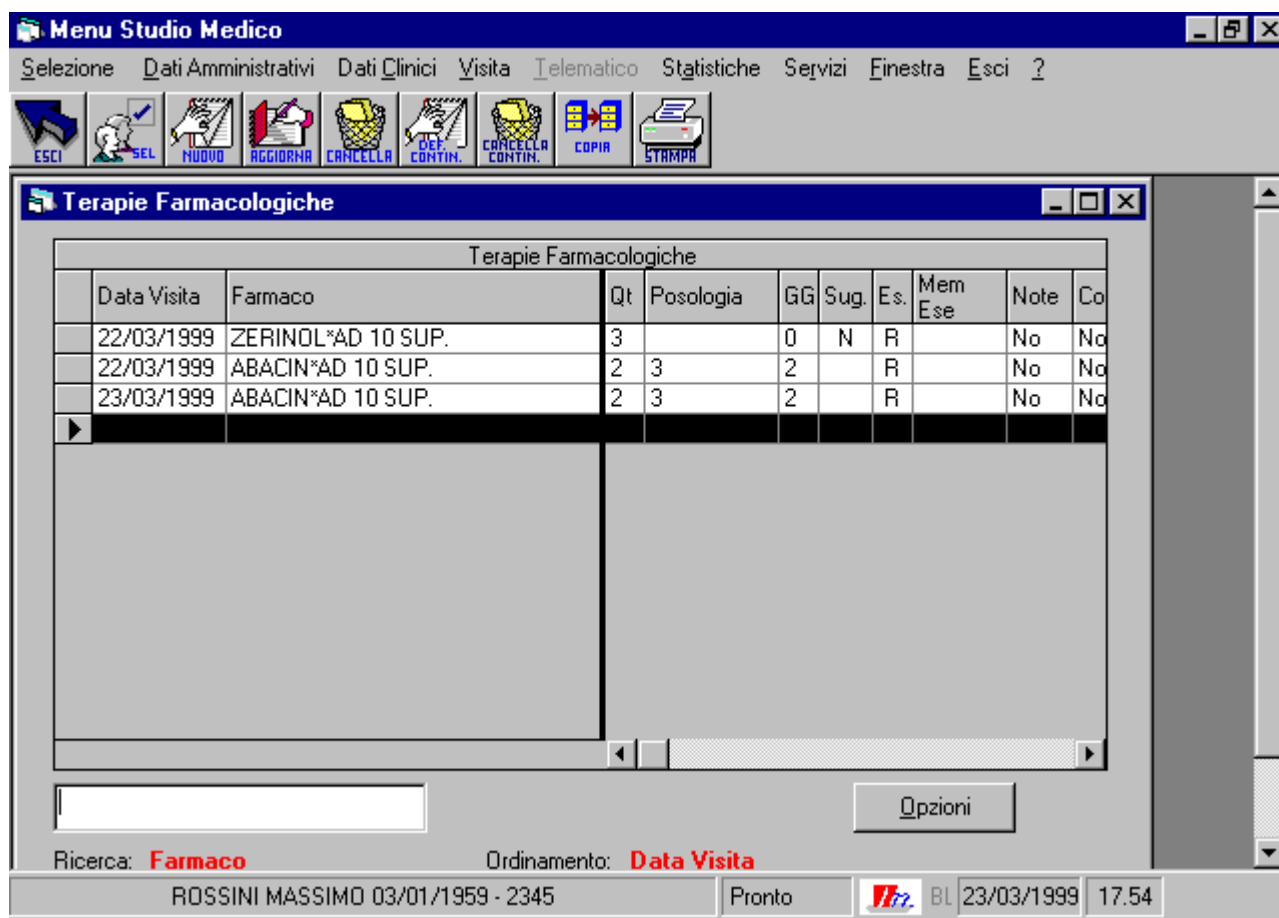 Menu Studio Medico
Selezione Dati Amministrativi Dati Clinici Visita Telematico Statistiche Servizi Finestra Esci ?
ESCI SEL NUOVO AGGIORNA CANCELLA DEF. CONTIN. CANCELLA CONTIN. COPIA STAMPA
Terapie Farmacologiche
Terapie Farmacologiche
Data Visita Farmaco Qt Posologia GG Sug. Es. Mem Ese Note Co
22/03/1999 ZERINOL*AD 10 SUP. 3 0 N R No No
22/03/1999 ABACIN*AD 10 SUP. 2 3 2 R No No
23/03/1999 ABACIN*AD 10 SUP. 2 3 2 R No No
Opzioni
Ricerca: Farmaco Ordinamento: Data Visita
ROSSINI MASSIMO 03/01/1959 - 2345 Pronto BL 23/03/1999 17.54